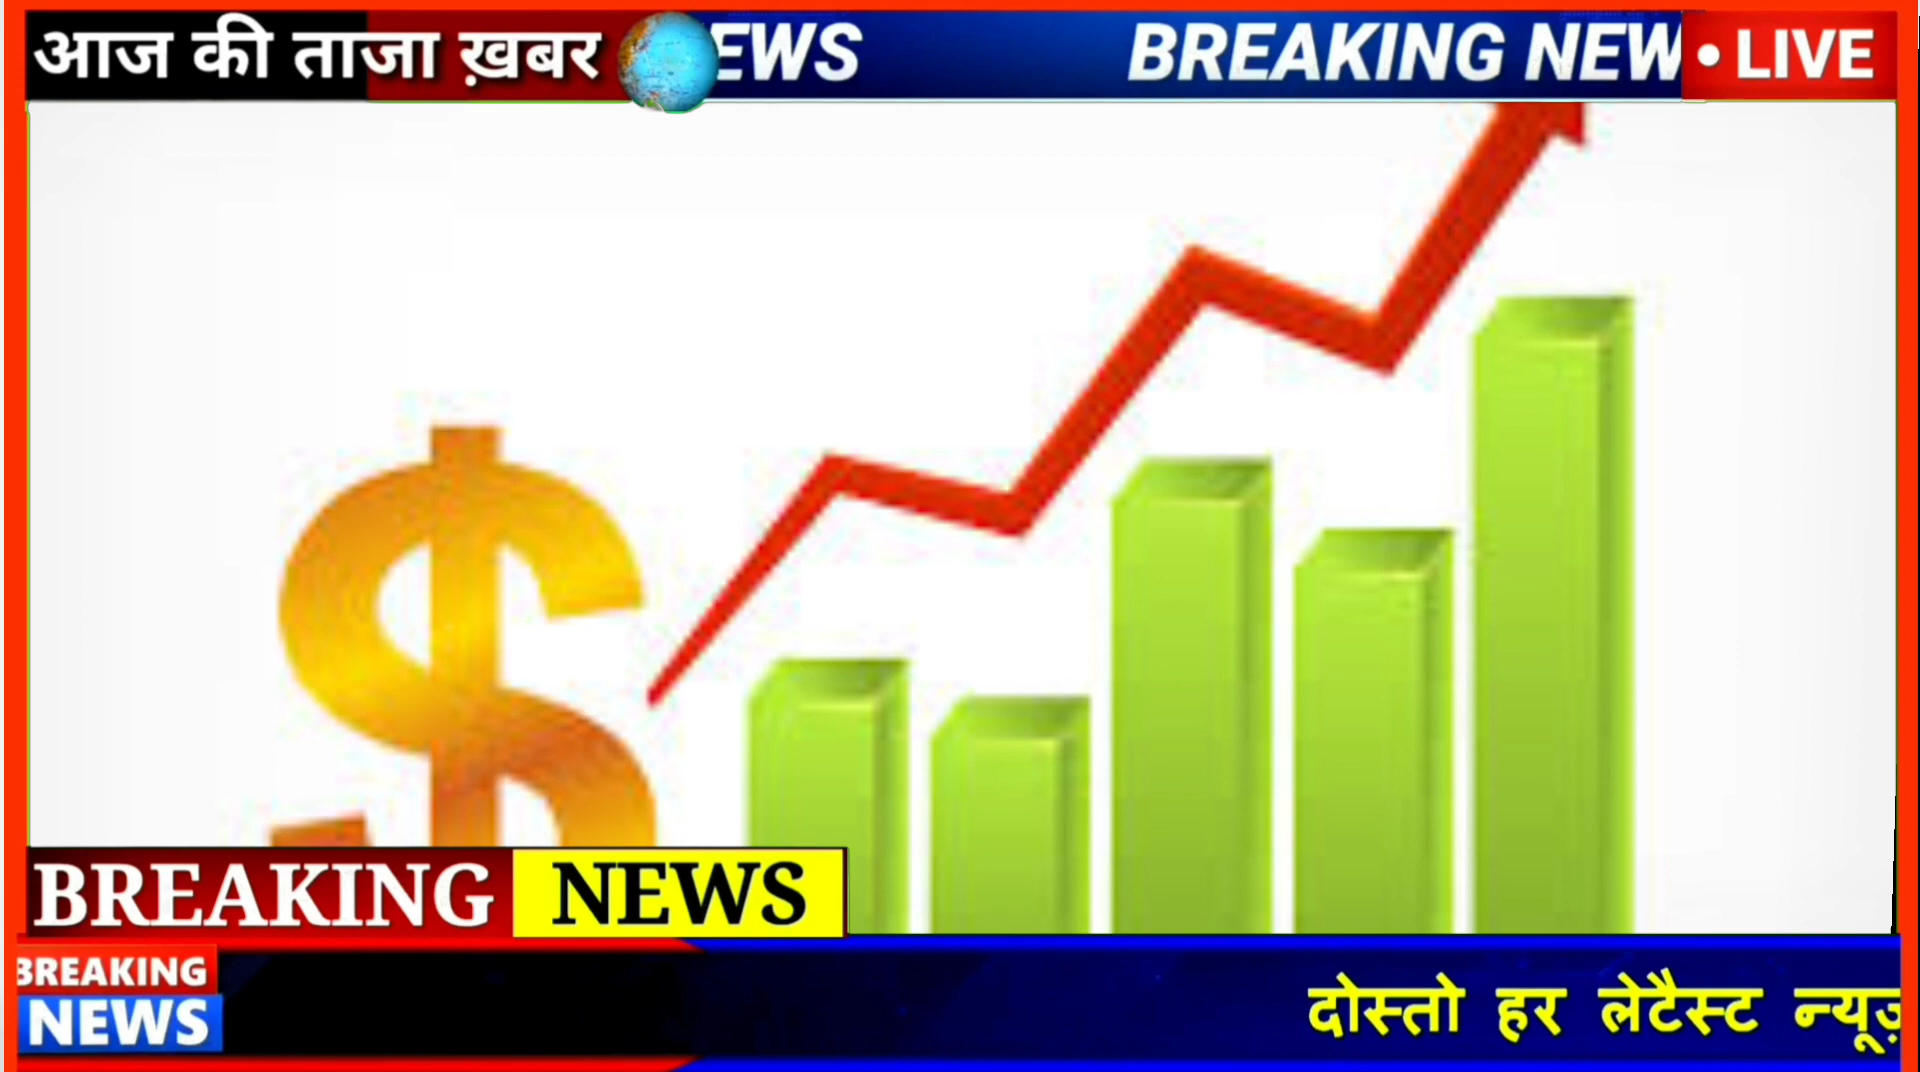 आज की ताजा ख़बर EWS BREAKING NEW • LIVE
BREAKING NEWS
BREAKING
NEWS
दोस्तो हर लेटैस्ट न्यूज़